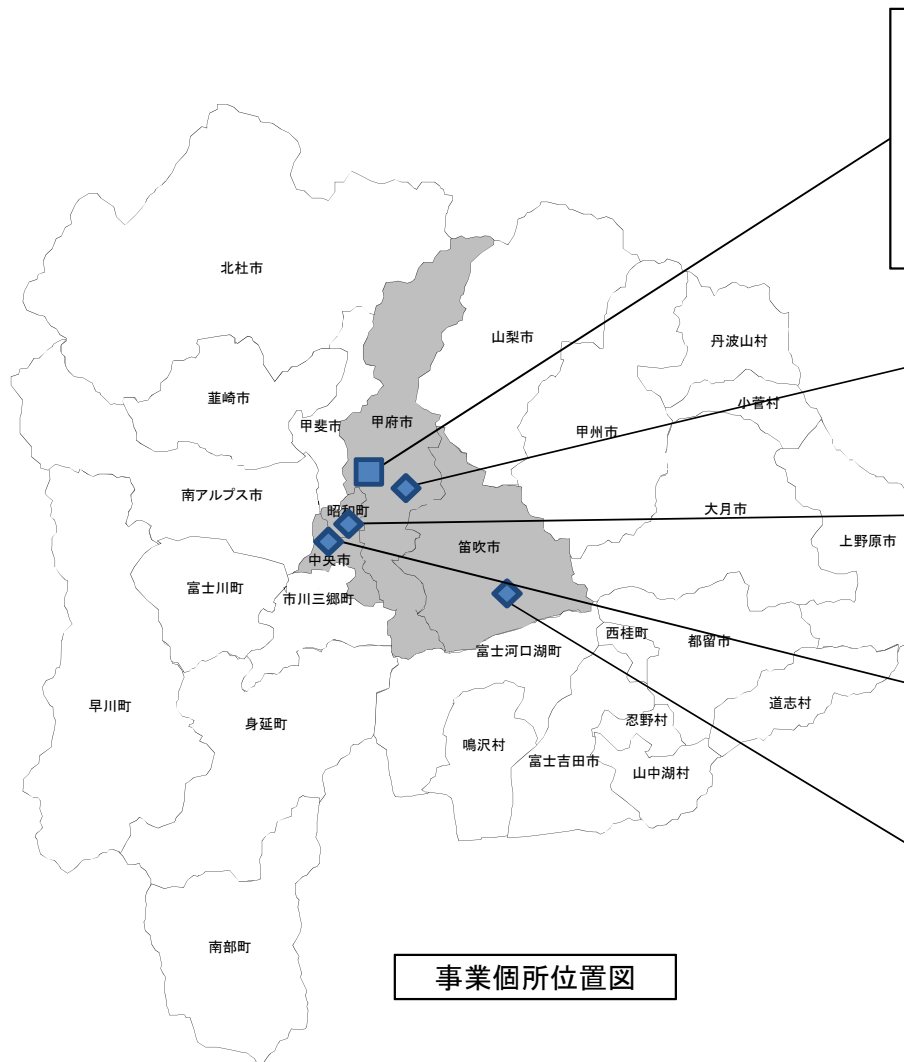 北杜市
山梨市
丹波山村
韮崎市
甲斐市
甲府市
小菅村
甲州市
南アルプス市
昭和町
大月市
上野原市
笛吹市
中央市
富士川町
市川三郷町
西桂町
都留市
富士河口湖町
早川町
身延町
道志村
忍野村
鳴沢村
富士吉田市
山中湖村
南部町
事業個所位置図